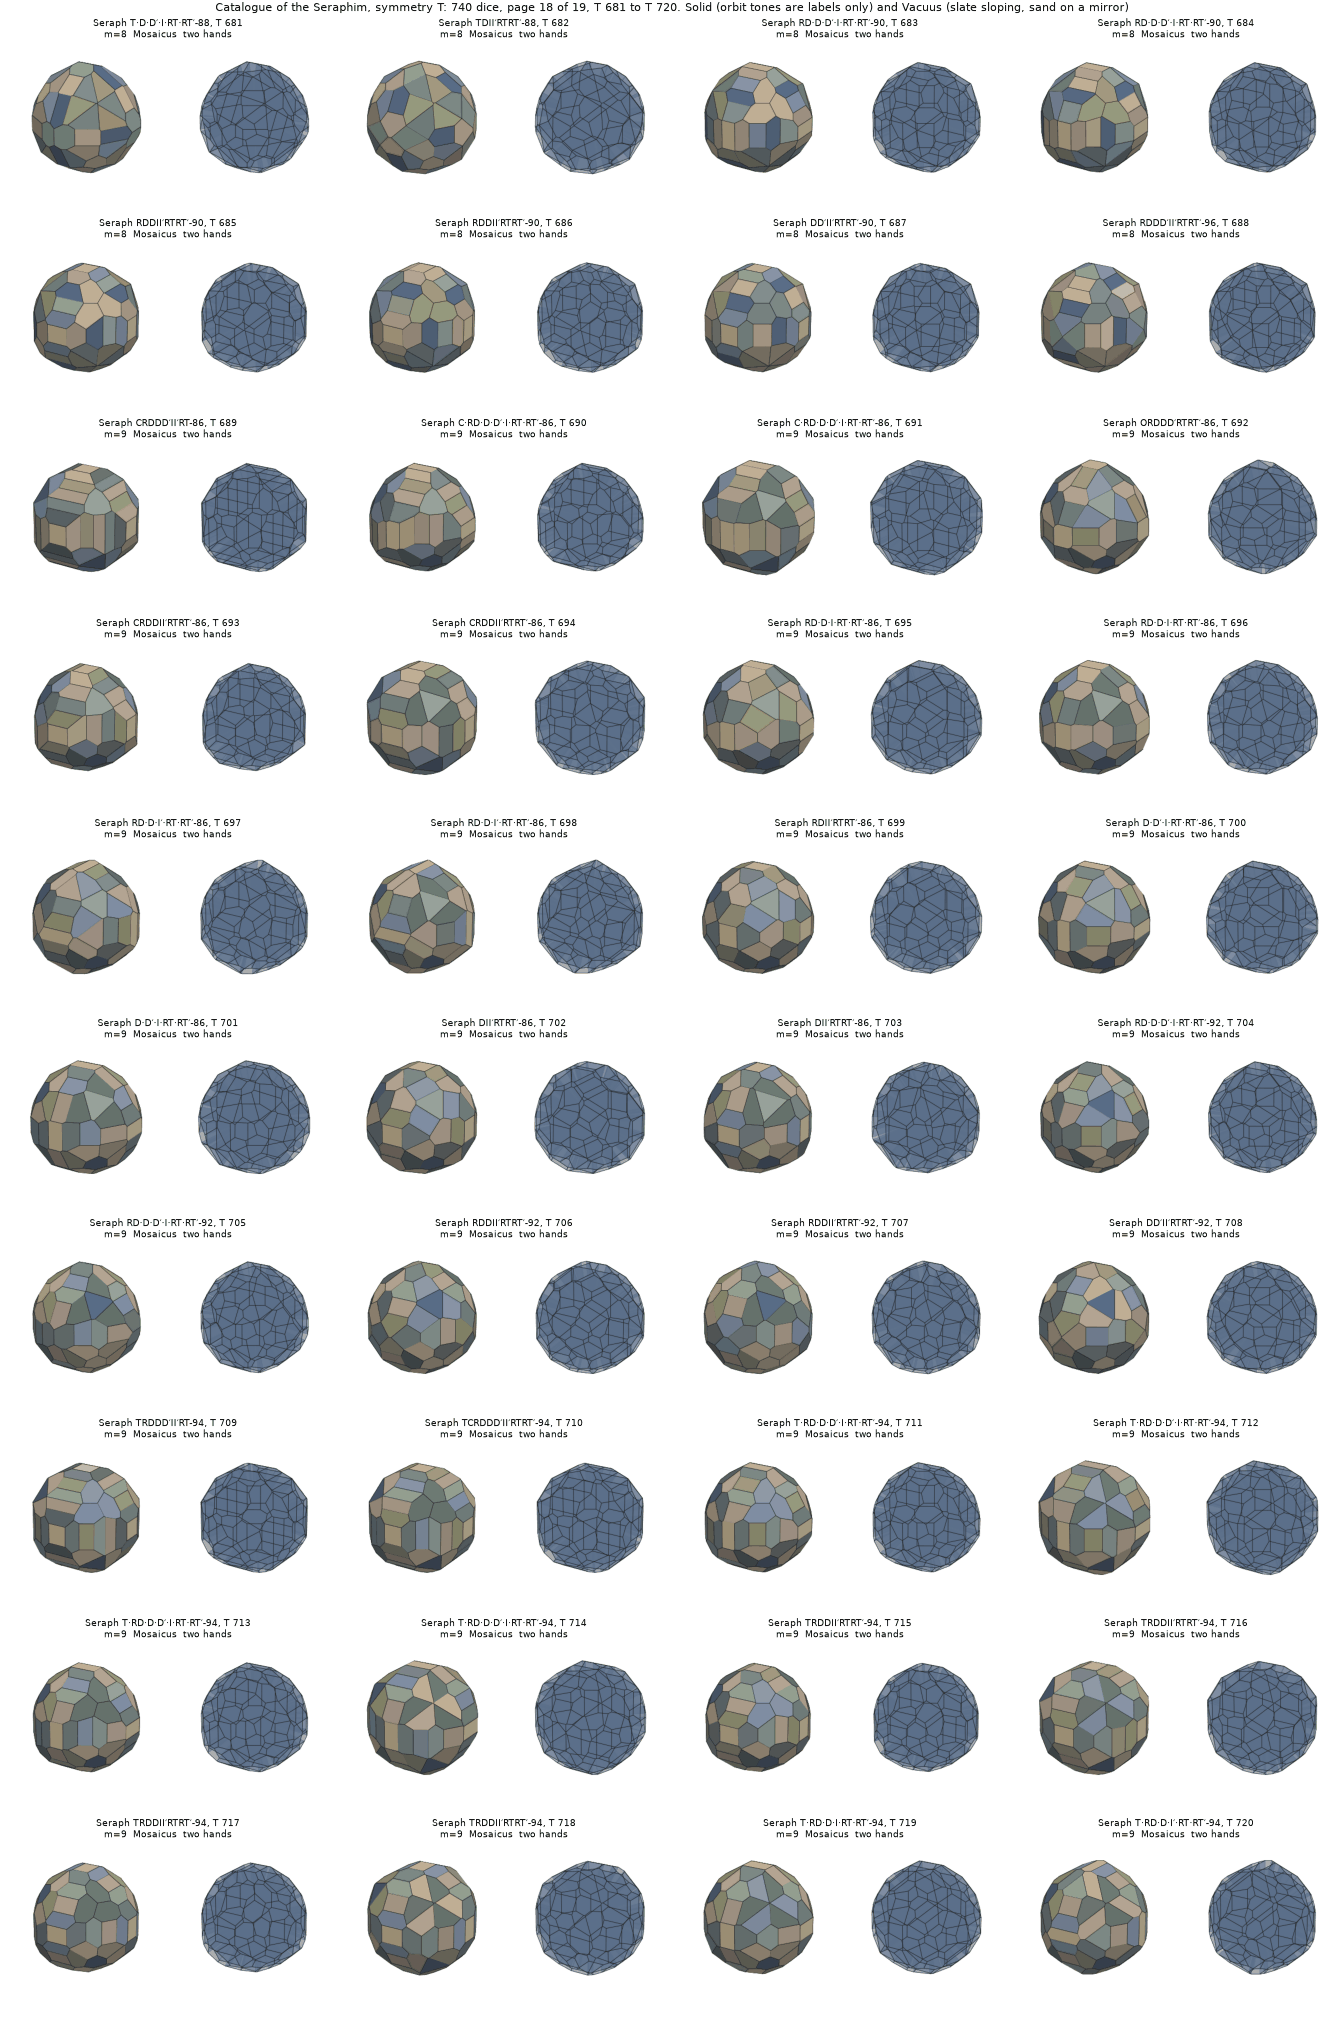 Catalogue of the Seraphim, symmetry T: 740 dice, page 18 of 19, T 681 to T 720. Solid (orbit tones are labels only) and Vacuus (slate sloping, sand on a mirror)
Seraph T·D·D′·I·RT·RT′-88, T 681
m=8 Mosaicus two hands
Seraph TDII′RTRT′-88, T 682
m=8 Mosaicus two hands
Seraph RD·D·D′·I·RT·RT′-90, T 683
m=8 Mosaicus two hands
Seraph RD·D·D′·I·RT·RT′-90, T 684
m=8 Mosaicus two hands
Seraph RDDII′RTRT′-90, T 685
m=8 Mosaicus two hands
Seraph RDDII′RTRT′-90, T 686
m=8 Mosaicus two hands
Seraph DD′II′RTRT′-90, T 687
m=8 Mosaicus two hands
Seraph RDDD′II′RTRT′-96, T 688
m=8 Mosaicus two hands
Seraph CRDDD′II′RT-86, T 689
m=9 Mosaicus two hands
Seraph C·RD·D·D′·I·RT·RT′-86, T 690
m=9 Mosaicus two hands
Seraph C·RD·D·D′·I·RT·RT′-86, T 691
m=9 Mosaicus two hands
Seraph ORDDD′RTRT′-86, T 692
m=9 Mosaicus two hands
Seraph CRDDII′RTRT′-86, T 693
m=9 Mosaicus two hands
Seraph CRDDII′RTRT′-86, T 694
m=9 Mosaicus two hands
Seraph RD·D·I·RT·RT′-86, T 695
m=9 Mosaicus two hands
Seraph RD·D·I·RT·RT′-86, T 696
m=9 Mosaicus two hands
Seraph RD·D·I′·RT·RT′-86, T 697
m=9 Mosaicus two hands
Seraph RD·D·I′·RT·RT′-86, T 698
m=9 Mosaicus two hands
Seraph RDII′RTRT′-86, T 699
m=9 Mosaicus two hands
Seraph D·D′·I·RT·RT′-86, T 700
m=9 Mosaicus two hands
Seraph D·D′·I·RT·RT′-86, T 701
m=9 Mosaicus two hands
Seraph DII′RTRT′-86, T 702
m=9 Mosaicus two hands
Seraph DII′RTRT′-86, T 703
m=9 Mosaicus two hands
Seraph RD·D·D′·I·RT·RT′-92, T 704
m=9 Mosaicus two hands
Seraph RD·D·D′·I·RT·RT′-92, T 705
m=9 Mosaicus two hands
Seraph RDDII′RTRT′-92, T 706
m=9 Mosaicus two hands
Seraph RDDII′RTRT′-92, T 707
m=9 Mosaicus two hands
Seraph DD′II′RTRT′-92, T 708
m=9 Mosaicus two hands
Seraph TRDDD′II′RT-94, T 709
m=9 Mosaicus two hands
Seraph TCRDDD′II′RTRT′-94, T 710
m=9 Mosaicus two hands
Seraph T·RD·D·D′·I·RT·RT′-94, T 711
m=9 Mosaicus two hands
Seraph T·RD·D·D′·I·RT·RT′-94, T 712
m=9 Mosaicus two hands
Seraph T·RD·D·D′·I·RT·RT′-94, T 713
m=9 Mosaicus two hands
Seraph T·RD·D·D′·I·RT·RT′-94, T 714
m=9 Mosaicus two hands
Seraph TRDDII′RTRT′-94, T 715
m=9 Mosaicus two hands
Seraph TRDDII′RTRT′-94, T 716
m=9 Mosaicus two hands
Seraph TRDDII′RTRT′-94, T 717
m=9 Mosaicus two hands
Seraph TRDDII′RTRT′-94, T 718
m=9 Mosaicus two hands
Seraph T·RD·D·I·RT·RT′-94, T 719
m=9 Mosaicus two hands
Seraph T·RD·D·I′·RT·RT′-94, T 720
m=9 Mosaicus two hands